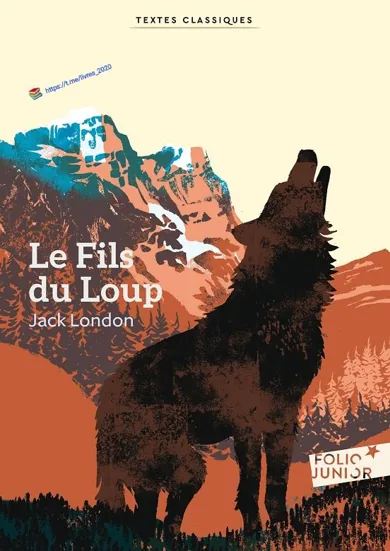 TEXTES CLASSIQUES
https://t.me/livres_2020
Le Fils
du Loup
Jack London
FOLIO
JUNIOR